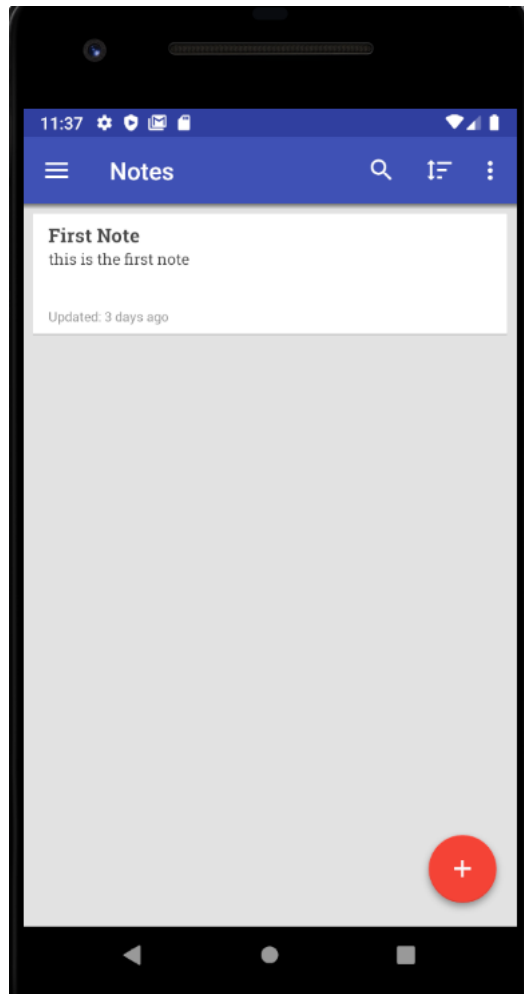 11:37
Notes
First Note
this is the first note
Updated: 3 days ago